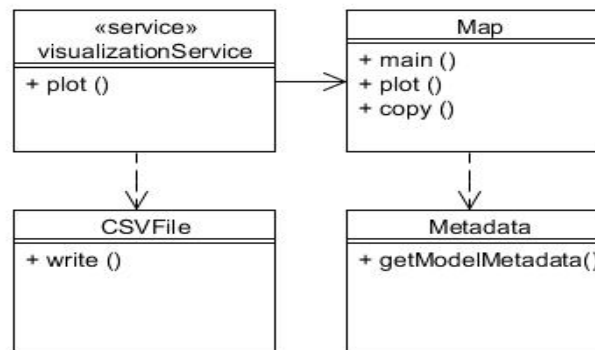 «service»
visualizationService
+ plot ()
Map
+ main ()
+ plot ()
+ copy ()
CSVFile
+ write ()
Metadata
+ getModelMetadata()